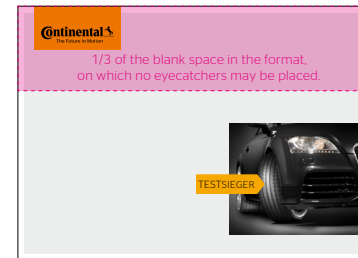 Continental
The Future in Motion
1/3 of the blank space in the format,
on which no eyecatchers may be placed.
TESTSIEGER